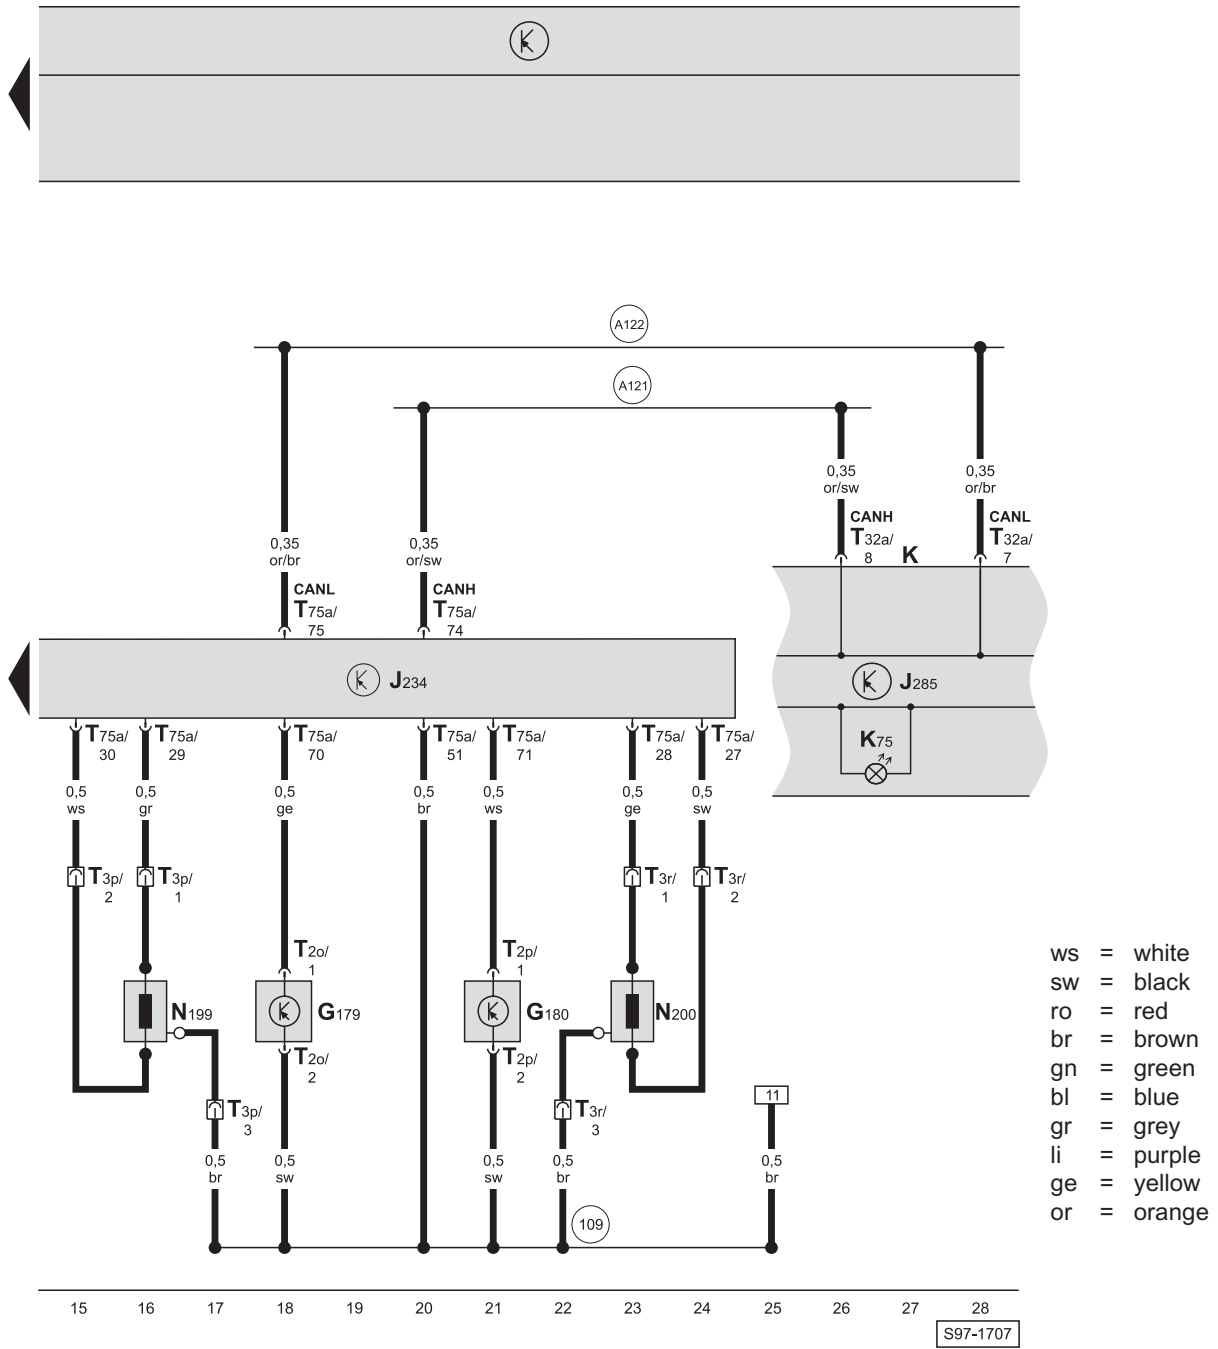 A122
A121
0,35 0,35
or/sw or/br
CANH CANL
T32a/ T32a/
8 K 7
0,35 0,35
or/br or/sw
CANL CANH
T75a/ T75a/
75 74
J234 J285
T75a/ T75a/ T75a/ T75a/ T75a/ T75a/ T75a/
30 29 70 51 71 28 27
K75
0,5 0,5 0,5 0,5 0,5 0,5 0,5
ws gr ge br ws ge sw
T3p/ T3p/ T3r/ T3r/
2 1 1 2
T2o/ T2p/
1 1
N199 G179 G180 N200
T2o/ T2p/
2 2
11
T3p/ T3r/
3 3
0,5 0,5 0,5 0,5 0,5
br sw sw br br
109
ws = white
sw = black
ro = red
br = brown
gn = green
bl = blue
gr = grey
li = purple
ge = yellow
or = orange
15 16 17 18 19 20 21 22 23 24 25 26 27 28
S97-1707